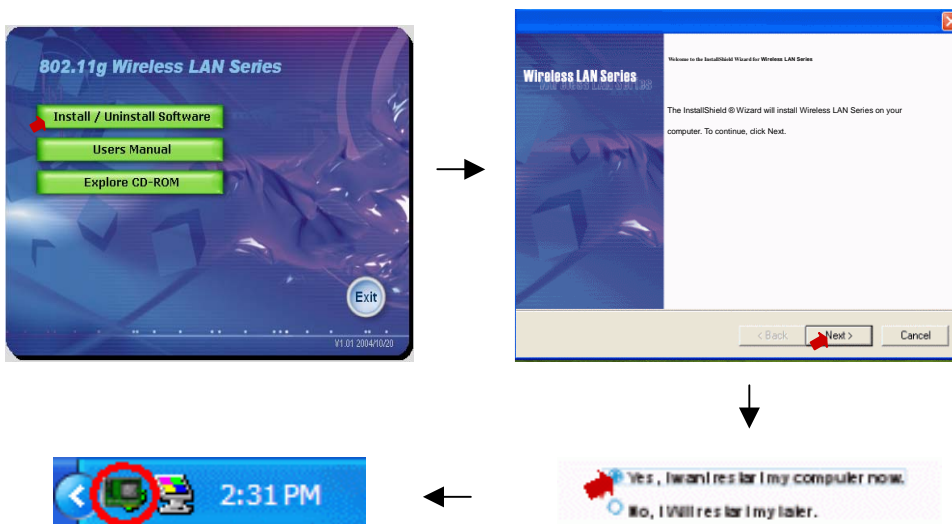 802.11g Wireless LAN Series
Install / Uninstall Software
Users Manual
Explore CD-ROM
Exit
V1.01 2004/10/20
Wireless LAN Series
Welcome to the InstallShield Wizard for Wireless LAN Series
The InstallShield ® Wizard will install Wireless LAN Series on your
computer. To continue, click Next.
< Back
Next >
Cancel
Yes, I want restart my computer now.
No, I Will restart my later.
2:31 PM